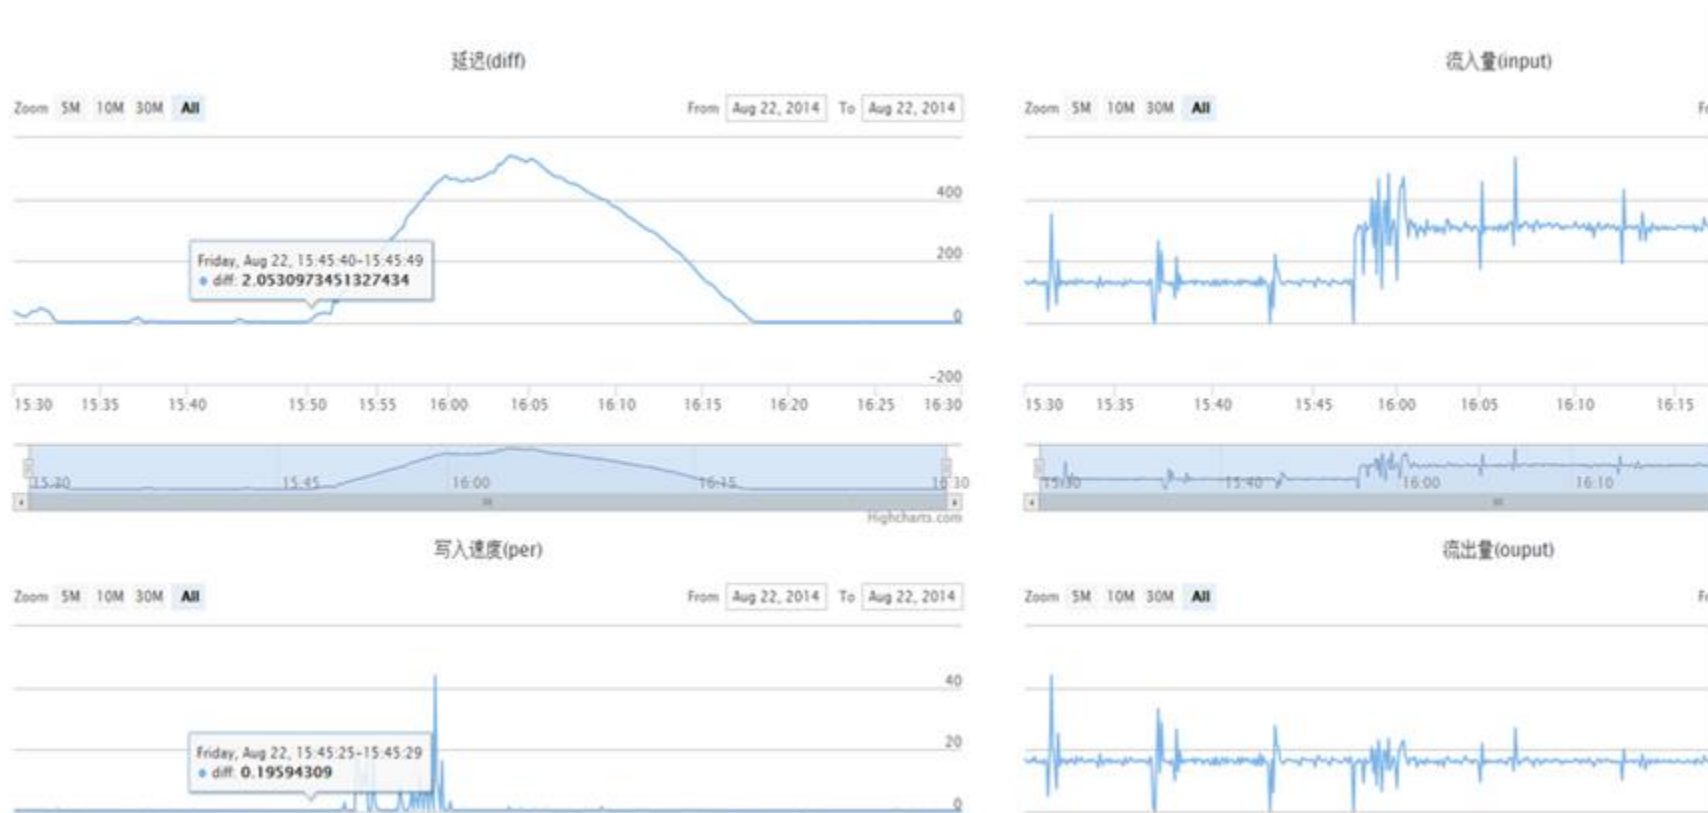 延迟(diff)
Zoom 5M 10M 30M All From Aug 22, 2014 To Aug 22, 2014
400
200
0
-200
Friday, Aug 22, 15:45:40-15:45:49
diff: 2.0530973451327434
15:30 15:35 15:40 15:50 15:55 16:00 16:05 16:10 16:15 16:20 16:25 16:30
15:30 15:45 16:00 16:15 16:30
Highcharts.com
流入量(input)
Zoom 5M 10M 30M All
15:30 15:35 15:40 15:45 16:00 16:05 16:10 16:15
15:30 15:40 16:00 16:10
写入速度(per)
Zoom 5M 10M 30M All From Aug 22, 2014 To Aug 22, 2014
40
20
0
Friday, Aug 22, 15:45:25-15:45:29
diff: 0.19594309
流出量(ouput)
Zoom 5M 10M 30M All